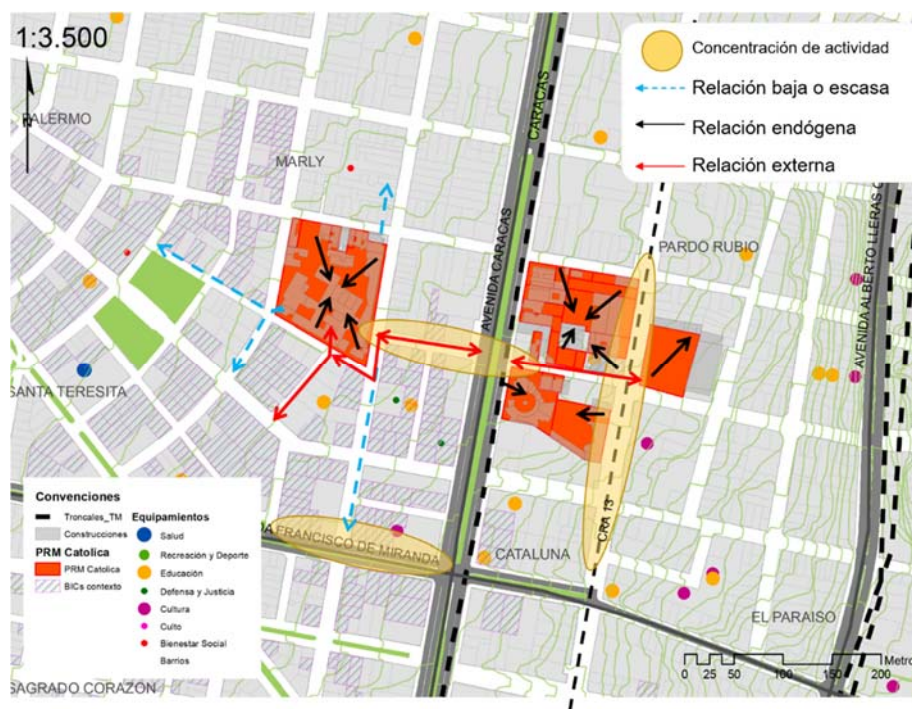 1:3.500
Concentración de actividad
Relación baja o escasa
Relación endógena
Relación externa
PALERMO
MARLY
CARACAS
AVENIDA CARACAS
PARDO RUBIO
AVENIDA ALBERTO LLERAS C
SANTA TERESITA
CRA 13
FRANCISCO DE MIRANDA
CATALUNA
EL PARAISO
SAGRADO CORAZÓN
Convenciones
Troncales_TM
Construcciones
PRM Catolica
PRM Catolica
BICs contexto
Equipamientos
Salud
Recreación y Deporte
Educación
Defensa y Justicia
Cultura
Culto
Bienestar Social
Barrios
Metro
0 25 50 100 150 200